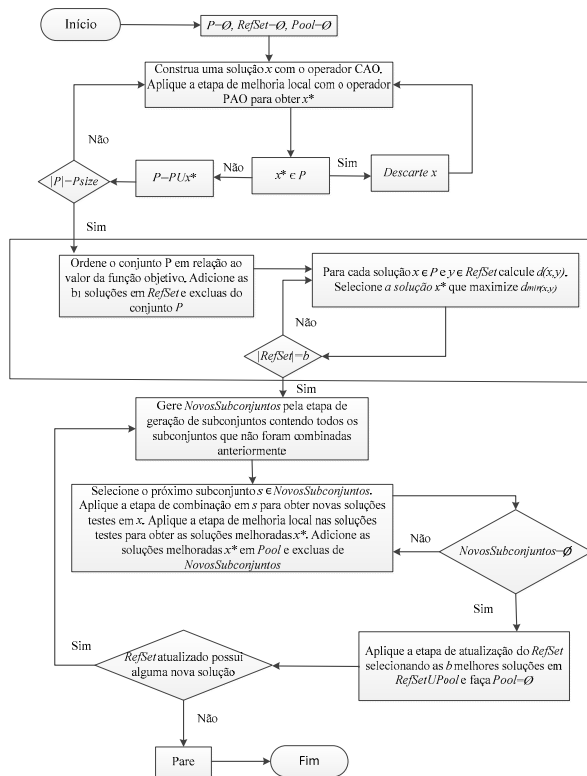 Início
P=Ø, RefSet=Ø, Pool=Ø
Construa uma solução x com o operador CAO.
Aplique a etapa de melhoria local com o operador
PAO para obter x*
Não
Não
Sim
|P|=Psize
P=PUx*
x* ϵ P
Descarte x
Sim
Ordene o conjunto P em relação ao
valor da função objetivo. Adicione as
b1 soluções em RefSet e excluas do
conjunto P
Para cada solução x ϵ P e y ϵ RefSet calcule d(x,y).
Selecione a solução x* que maximize dmin(x,y)
Não
|RefSet|=b
Sim
Gere NovosSubconjuntos pela etapa de
geração de subconjuntos contendo todos os
subconjuntos que não foram combinadas
anteriormente
Selecione o próximo subconjunto s ϵ NovosSubconjuntos.
Aplique a etapa de combinação em s para obter novas soluções
testes em x. Aplique a etapa de melhoria local nas soluções
testes para obter as soluções melhoradas x*. Adicione as
soluções melhoradas x* em Pool e excluas de
NovosSubconjuntos
Não
NovosSubconjuntos=Ø
Sim
Aplique a etapa de atualização do RefSet
selecionando as b melhores soluções em
RefSetUPool e faça Pool=Ø
Sim
RefSet atualizado possui
alguma nova solução
Não
Pare
Fim